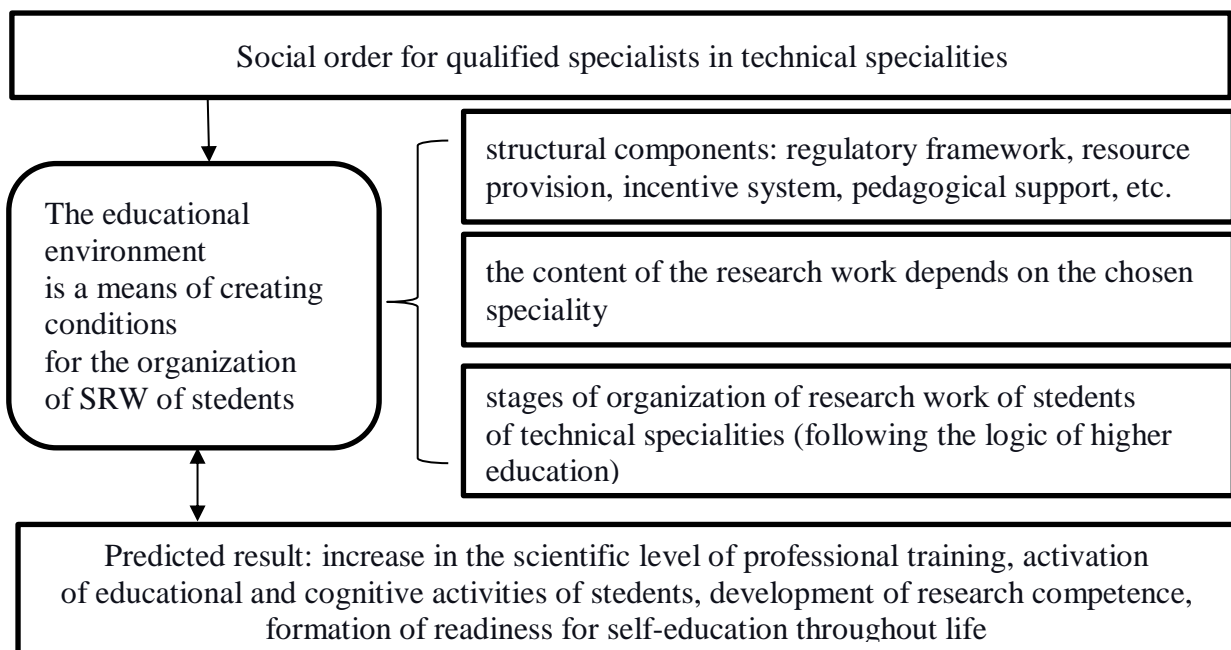 Social order for qualified specialists in technical specialities
The educational
environment
is a means of creating
conditions
for the organization
of SRW of stedents
structural components: regulatory framework, resource
provision, incentive system, pedagogical support, etc.
the content of the research work depends on the chosen
speciality
stages of organization of research work of stedents
of technical specialities (following the logic of higher
education)
Predicted result: increase in the scientific level of professional training, activation
of educational and cognitive activities of stedents, development of research competence,
formation of readiness for self-education throughout life